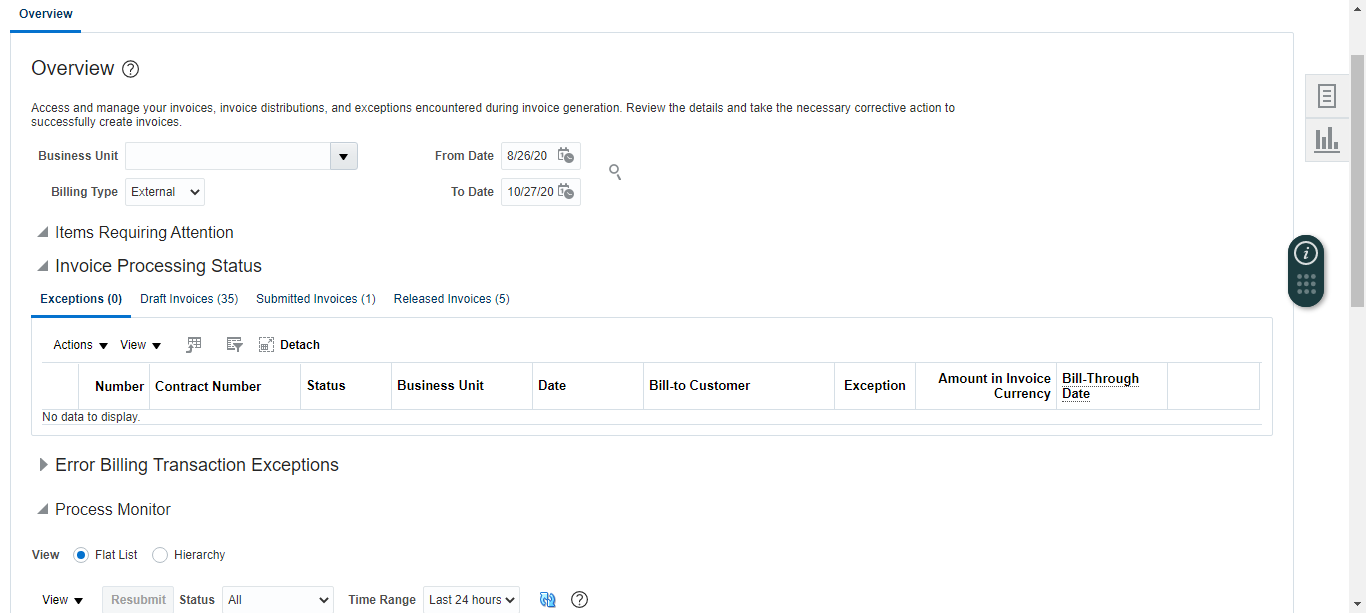 Overview
Overview
Access and manage your invoices, invoice distributions, and exceptions encountered during invoice generation. Review the details and take the necessary corrective action to
successfully create invoices.
Business Unit
From Date 8/26/20
Billing Type External
To Date 10/27/20
Items Requiring Attention
Invoice Processing Status
Exceptions (0) Draft Invoices (35) Submitted Invoices (1) Released Invoices (5)
Actions View Detach
Number Contract Number Status Business Unit Date Bill-to Customer Exception Amount in Invoice Currency Bill-Through Date
No data to display.
Error Billing Transaction Exceptions
Process Monitor
View Flat List Hierarchy
View Resubmit Status All Time Range Last 24 hours